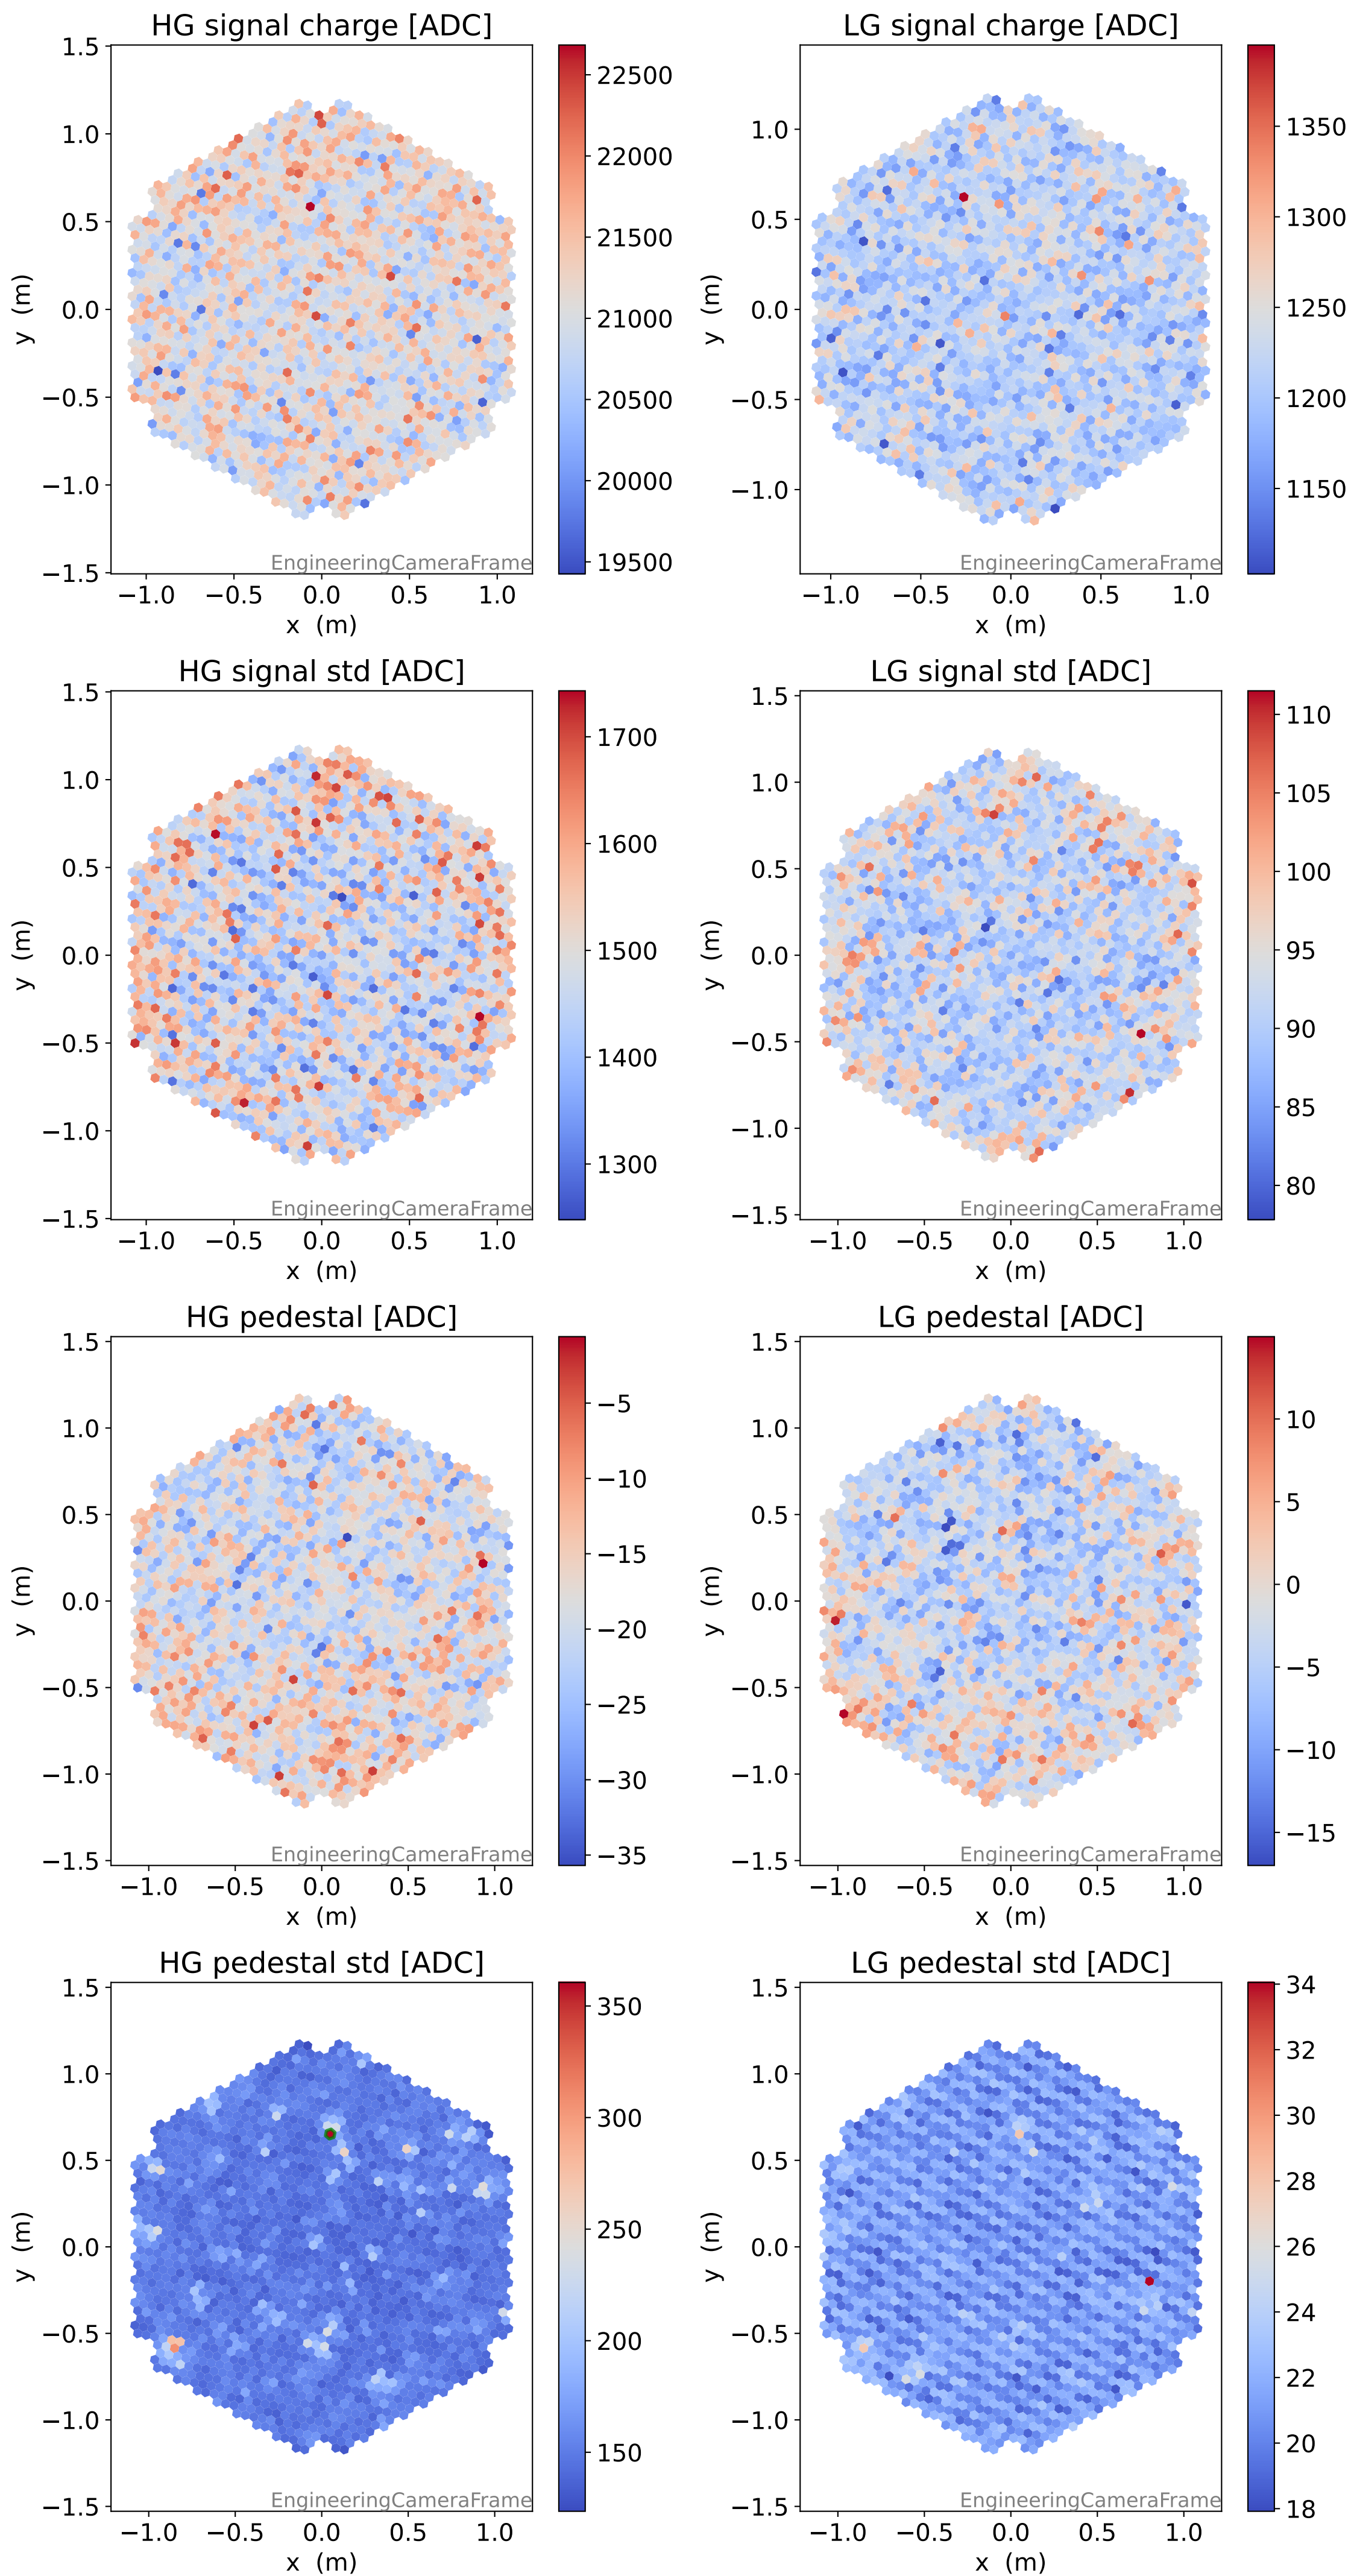 HG signal charge [ADC]
LG signal charge [ADC]
1.5
1.0
0.5
0.0
−0.5
−1.0
−1.5
y (m)
−1.0 −0.5 0.0 0.5 1.0
x (m)
EngineeringCameraFrame
22500
22000
21500
21000
20500
20000
19500
1.0
0.5
0.0
−0.5
−1.0
y (m)
−1.0 −0.5 0.0 0.5 1.0
x (m)
EngineeringCameraFrame
1350
1300
1250
1200
1150
HG signal std [ADC]
LG signal std [ADC]
1.5
1.0
0.5
0.0
−0.5
−1.0
−1.5
y (m)
−1.0 −0.5 0.0 0.5 1.0
x (m)
EngineeringCameraFrame
1700
1600
1500
1400
1300
1.5
1.0
0.5
0.0
−0.5
−1.0
−1.5
y (m)
−1.0 −0.5 0.0 0.5 1.0
x (m)
EngineeringCameraFrame
110
105
100
95
90
85
80
HG pedestal [ADC]
LG pedestal [ADC]
1.5
1.0
0.5
0.0
−0.5
−1.0
−1.5
y (m)
−1.0 −0.5 0.0 0.5 1.0
x (m)
EngineeringCameraFrame
−5
−10
−15
−20
−25
−30
−35
1.5
1.0
0.5
0.0
−0.5
−1.0
−1.5
y (m)
−1.0 −0.5 0.0 0.5 1.0
x (m)
EngineeringCameraFrame
10
5
0
−5
−10
−15
HG pedestal std [ADC]
LG pedestal std [ADC]
1.5
1.0
0.5
0.0
−0.5
−1.0
−1.5
y (m)
−1.0 −0.5 0.0 0.5 1.0
x (m)
EngineeringCameraFrame
350
300
250
200
150
1.5
1.0
0.5
0.0
−0.5
−1.0
−1.5
y (m)
−1.0 −0.5 0.0 0.5 1.0
x (m)
EngineeringCameraFrame
34
32
30
28
26
24
22
20
18